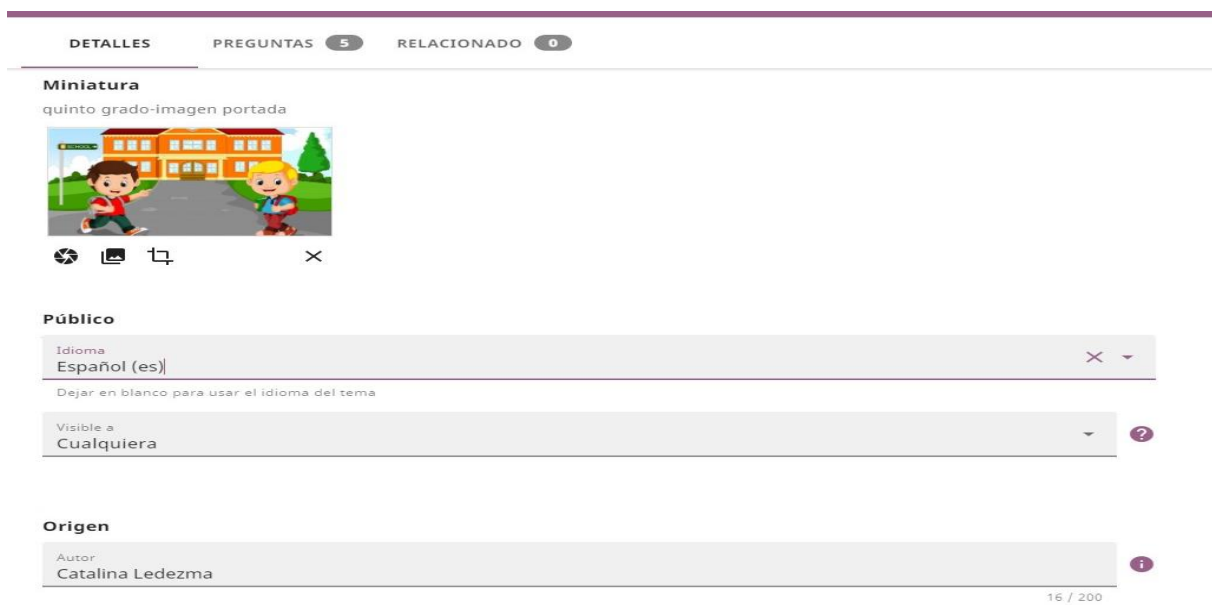 DETALLES PREGUNTAS 5 RELACIONADO 0
Miniatura
quinto grado-imagen portada
SCHOOL
Público
Idioma
Español (es)
Dejar en blanco para usar el idioma del tema
Visible a
Cualquiera
?
Origen
Autor
Catalina Ledezma
i
16 / 200